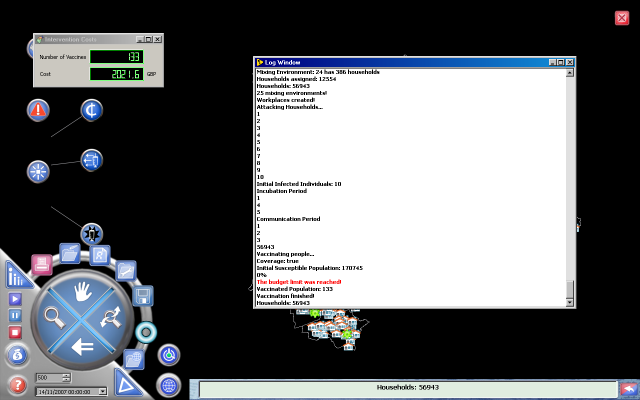 Intervention Costs
Number of Vaccines 133
Cost 2021.6 GBP
Log Window
Mixing Environment: 24 has 386 households
Households assigned: 12554
Households: 56943
25 mixing environments!
Workplaces created!
Attacking Households...
1
2
3
4
5
6
7
8
9
10
Initial Infected Individuals: 10
Incubation Period
1
4
5
Communication Period
1
2
3
56943
Vaccinating people...
Coverage: true
Initial Susceptible Population: 170745
0%
The budget limit was reached!
Vaccinated Population: 133
Vaccination finished!
Households: 56943
500
14/11/2007 00:00:00
Households: 56943